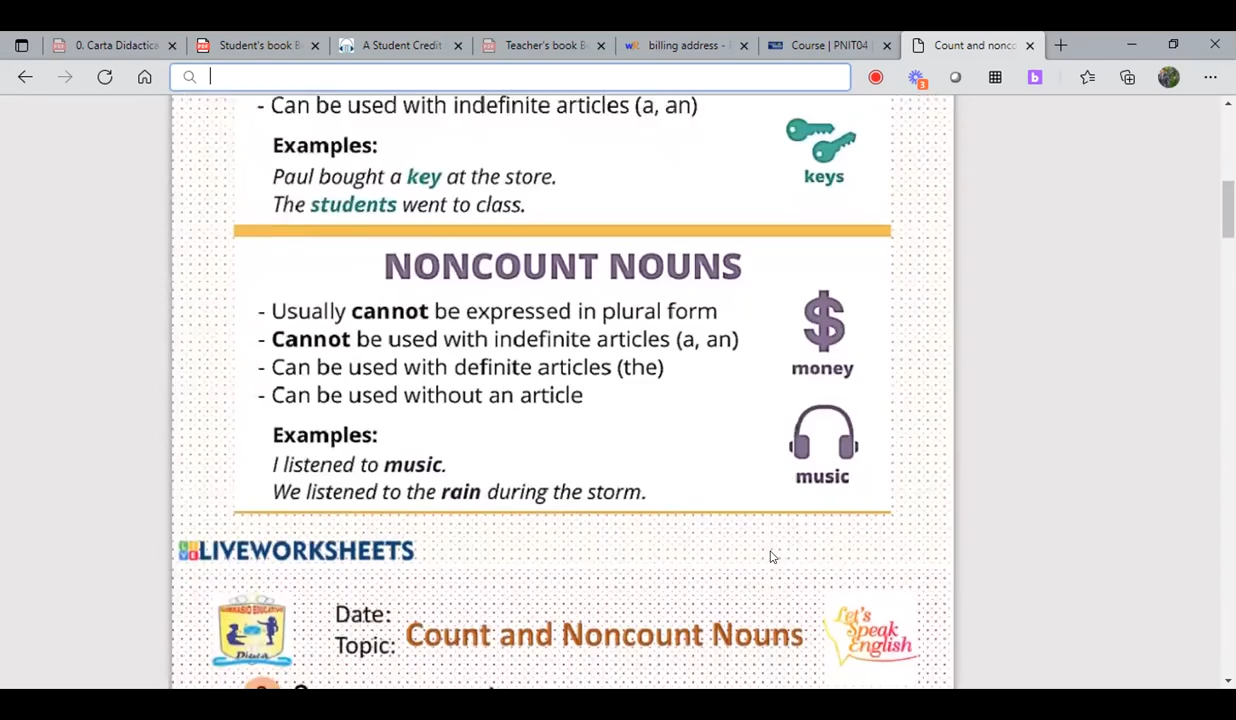 0. Carta Didactica
Student's book B
A Student Credit
Teacher's book B
billing address -
Course | PNIT04 |
Count and nonco
3
b
- Can be used with indefinite articles (a, an)
Examples:
Paul bought a key at the store.
The students went to class.
keys
NONCOUNT NOUNS
- Usually cannot be expressed in plural form
- Cannot be used with indefinite articles (a, an)
- Can be used with definite articles (the)
- Can be used without an article
$
money
Examples:
I listened to music.
We listened to the rain during the storm.
music
LIVEWORKSHEETS
Date:
Topic:
Count and Noncount Nouns
Let's
Speak
English